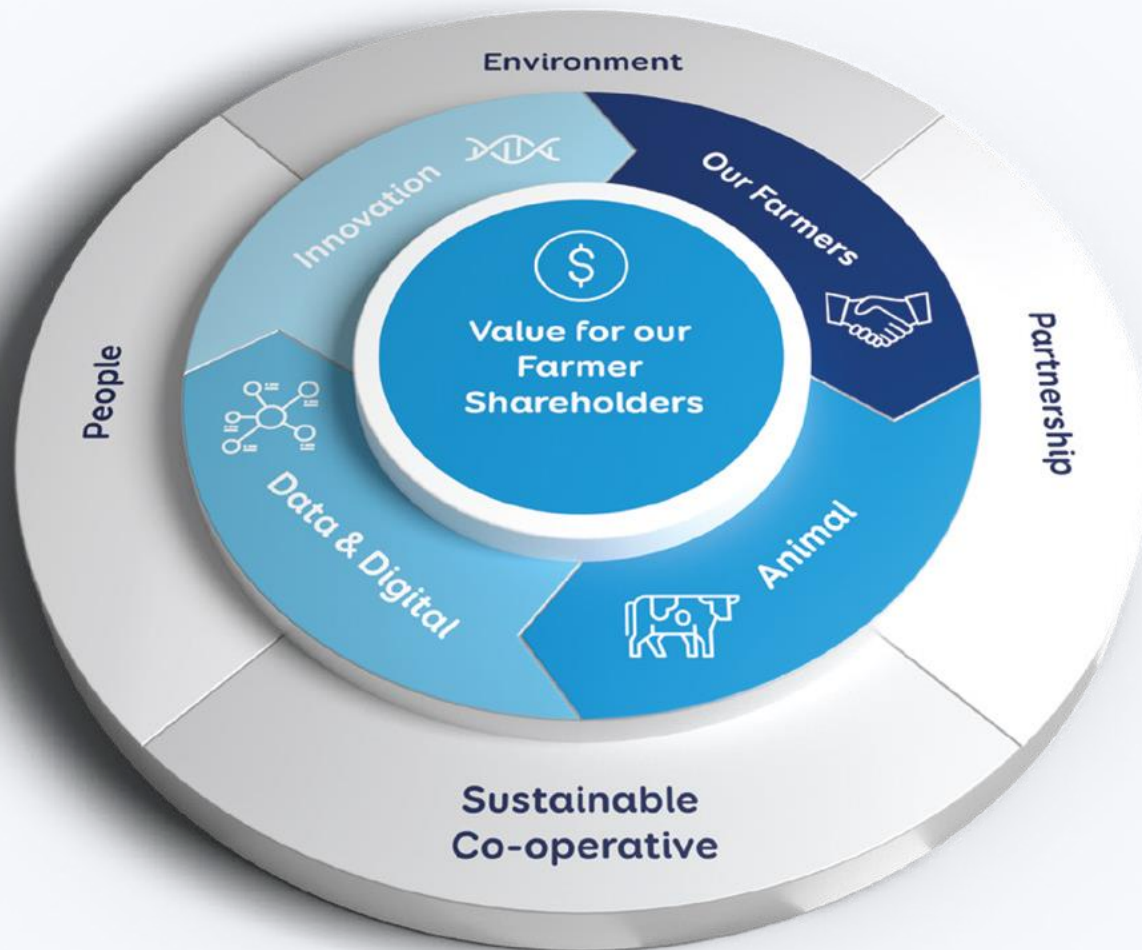 Environment
Innovation
Our Farmers
$
Value for our
Farmer
Shareholders
People
Partnership
Data & Digital
Animal
Sustainable
Co-operative